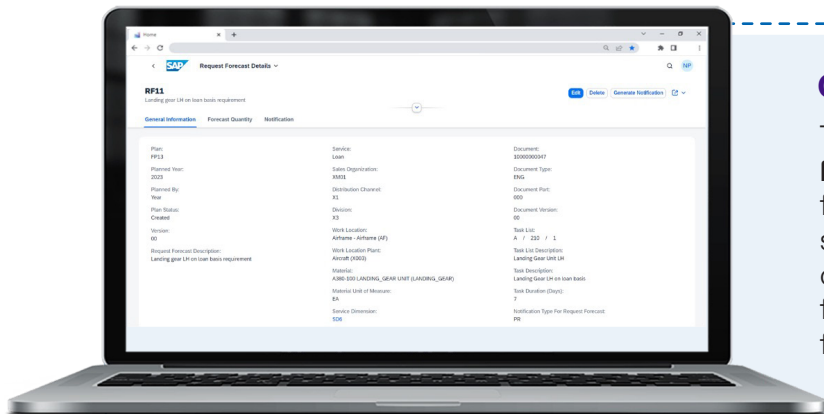 Home
SAP Request Forecast Details
NP
RF11
Landing gear LH on loan basis requirement
Edit Delete Generate Notification
General Information Forecast Quantity Notification
Plan:
FP13
Planned Year:
2023
Planned By:
Year
Plan Status:
Created
Version:
00
Request Forecast Description:
Landing gear LH on loan basis requirement
Service:
Loan
Sales Organization:
XM01
Distribution Channel:
X1
Division:
X3
Work Location:
Airframe - Airframe (AF)
Work Location Plant:
Aircraft (X002)
Material:
A380-100 LANDING_GEAR UNIT (LANDING_GEAR)
Material Unit of Measure:
EA
Service Dimension:
Document:
10000000047
Document Type:
ENG
Document Part:
000
Document Version:
00
Task List:
A / 210 / 1
Task List Description:
Landing Gear Unit LH
Task Description:
Landing Gear LH on loan basis
Task Duration (Days):
7
Notification Type For Request Forecast:
PR